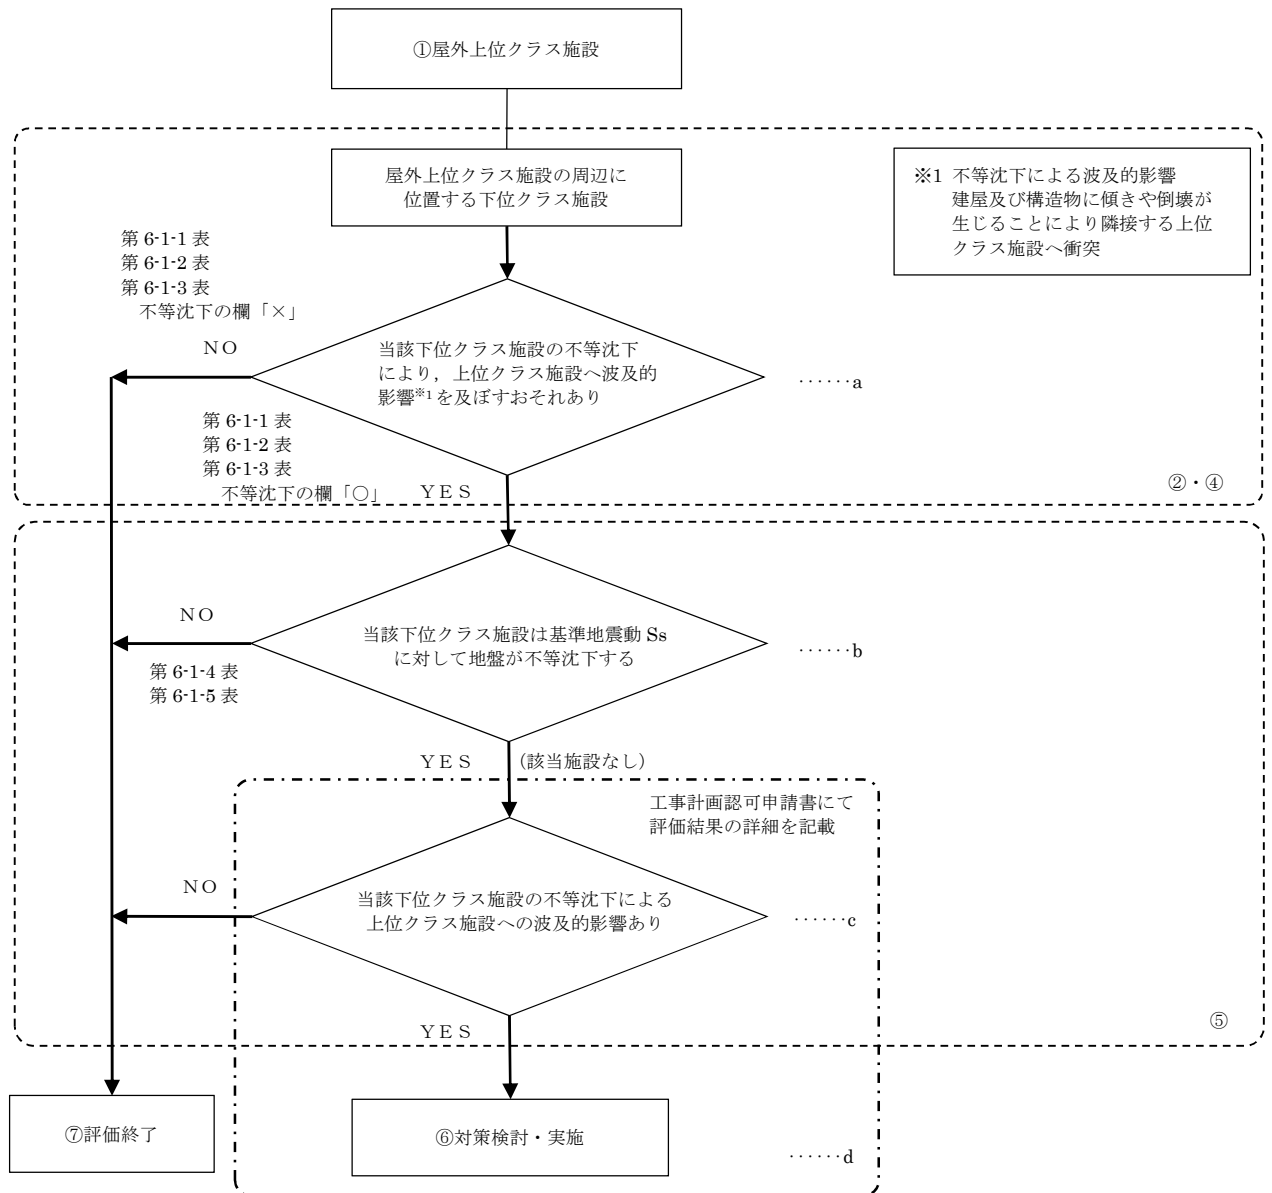 ①屋外上位クラス施設
屋外上位クラス施設の周辺に
位置する下位クラス施設
※1 不等沈下による波及的影響
建屋及び構造物に傾きや倒壊が
生じることにより隣接する上位
クラス施設へ衝突
第 6-1-1 表
第 6-1-2 表
第 6-1-3 表
不等沈下の欄「×」
NO
当該下位クラス施設の不等沈下
により，上位クラス施設へ波及的
影響※1を及ぼすおそれあり
······a
第 6-1-1 表
第 6-1-2 表
第 6-1-3 表
不等沈下の欄「○」
YES
②・④
NO
当該下位クラス施設は基準地震動 Ss
に対して地盤が不等沈下する
······b
第 6-1-4 表
第 6-1-5 表
YES
（該当施設なし）
工事計画認可申請書にて
評価結果の詳細を記載
NO
当該下位クラス施設の不等沈下による
上位クラス施設への波及的影響あり
······c
YES
⑤
⑦評価終了
⑥対策検討・実施
······d